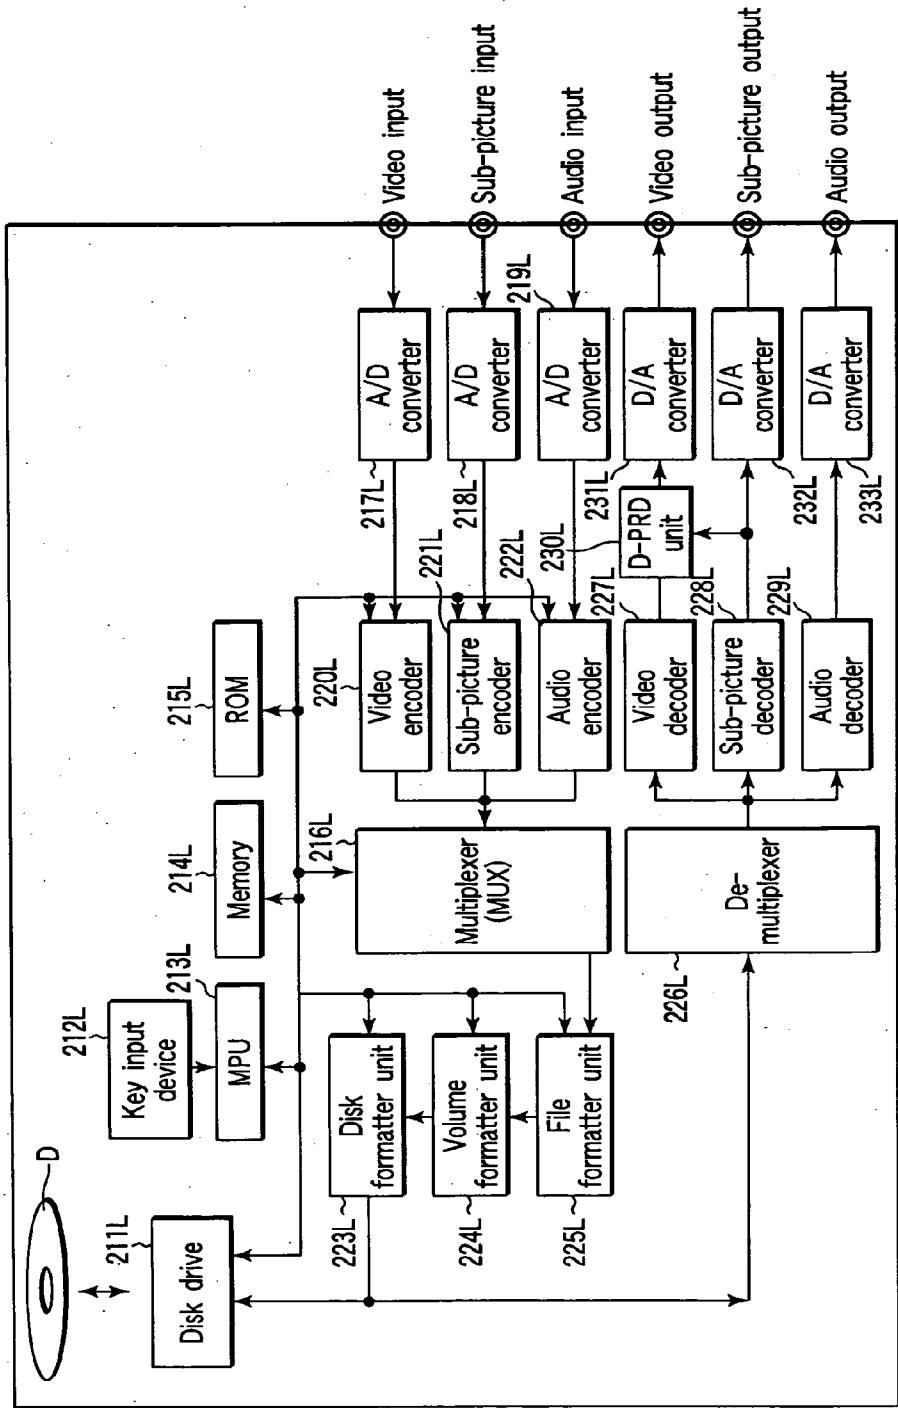 D
211L
Disk drive
212L
Key input
device
213L
MPU
214L
Memory
215L
ROM
223L
Disk
formatter unit
224L
Volume
formatter unit
225L
File
formatter unit
216L
Multiplexer
(MUX)
226L
De-
multiplexer
220L
Video
encoder
221L
Sub-picture
encoder
222L
Audio
encoder
227L
Video
decoder
228L
Sub-picture
decoder
229L
Audio
decoder
230L
D-PRD
unit
217L
A/D
converter
218L
A/D
converter
219L
A/D
converter
231L
D/A
converter
232L
D/A
converter
233L
D/A
converter
Video input
Sub-picture input
Audio input
Video output
Sub-picture output
Audio output